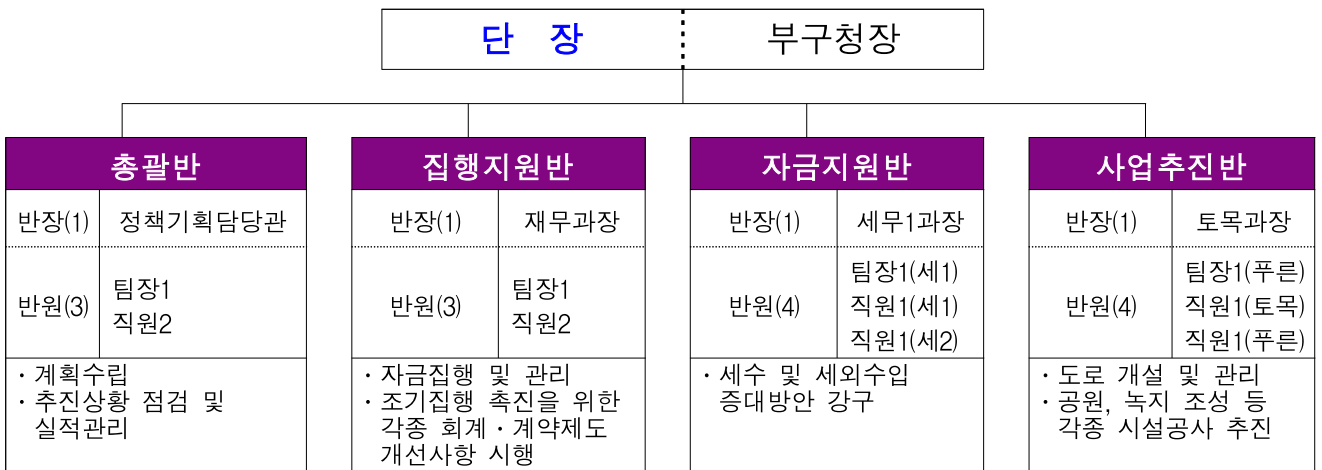 단 장 부구청장
총괄반
반장(1) 정책기획담당관
반원(3)
팀장1
직원2
· 계획수립
· 추진상황 점검 및
실적관리
집행지원반
반장(1) 재무과장
반원(3)
팀장1
직원2
· 자금집행 및 관리
· 조기집행 촉진을 위한
각종 회계·계약제도
개선사항 시행
자금지원반
반장(1) 세무1과장
반원(4)
팀장1(세1)
직원1(세1)
직원1(세2)
· 세수 및 세외수입
증대방안 강구
사업추진반
반장(1) 토목과장
반원(4)
팀장1(푸른)
직원1(토목)
직원1(푸른)
· 도로 개설 및 관리
· 공원, 녹지 조성 등
각종 시설공사 추진